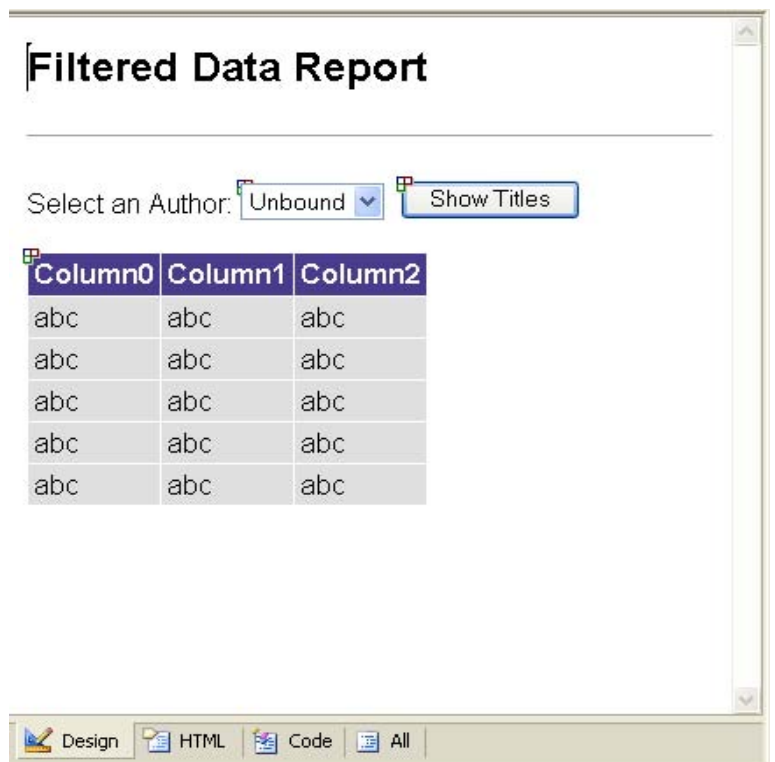 Filtered Data Report
Select an Author: Unbound Show Titles
Column0 Column1 Column2
abc abc abc
abc abc abc
abc abc abc
abc abc abc
abc abc abc
Design HTML Code All